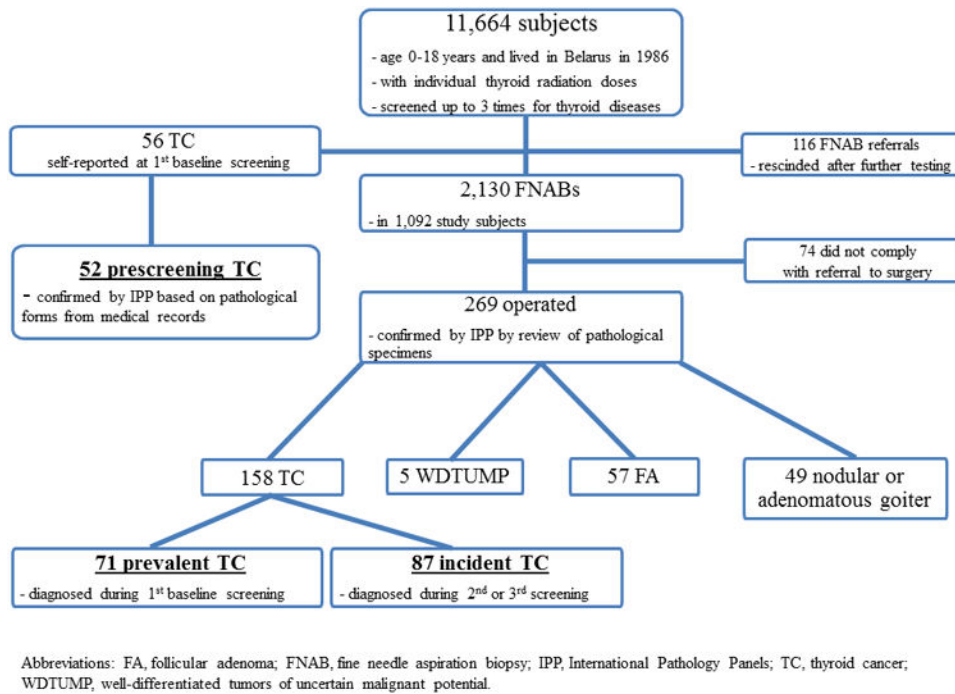 11,664 subjects
- age 0-18 years and lived in Belarus in 1986
- with individual thyroid radiation doses
- screened up to 3 times for thyroid diseases
56 TC
self-reported at 1st baseline screening
116 FNAB referrals
- rescinded after further testing
2,130 FNABs
- in 1,092 study subjects
52 prescreening TC
- confirmed by IPP based on pathological
forms from medical records
74 did not comply
with referral to surgery
269 operated
- confirmed by IPP by review of pathological
specimens
158 TC
5 WDTUMP
57 FA
49 nodular or
adenomatous goiter
71 prevalent TC
- diagnosed during 1st baseline screening
87 incident TC
- diagnosed during 2nd or 3rd screening
Abbreviations: FA, follicular adenoma; FNAB, fine needle aspiration biopsy; IPP, International Pathology Panels; TC, thyroid cancer;
WDTUMP, well-differentiated tumors of uncertain malignant potential.